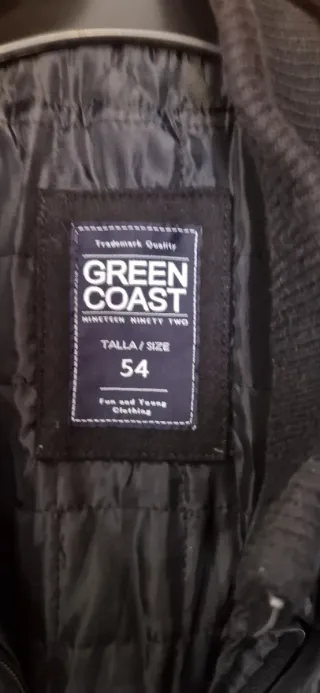 Trademark Quality
GREEN
COAST
NINETEEN NINETY TWO
TALLA / SIZE
54
Fun and Young
Clothing